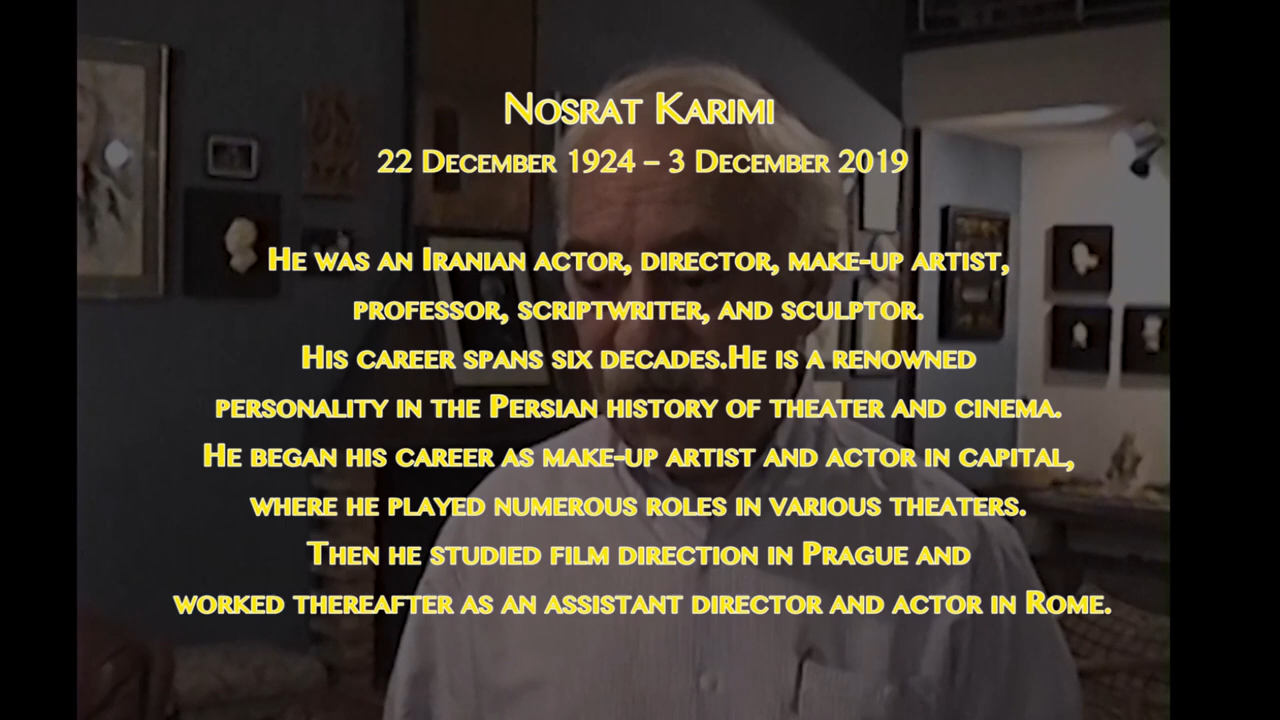 Nosrat Karimi
22 December 1924 – 3 December 2019
He was an Iranian actor, director, make-up artist,
professor, scriptwriter, and sculptor.
His career spans six decades.He is a renowned
personality in the Persian history of theater and cinema.
He began his career as make-up artist and actor in capital,
where he played numerous roles in various theaters.
Then he studied film direction in Prague and
worked thereafter as an assistant director and actor in Rome.